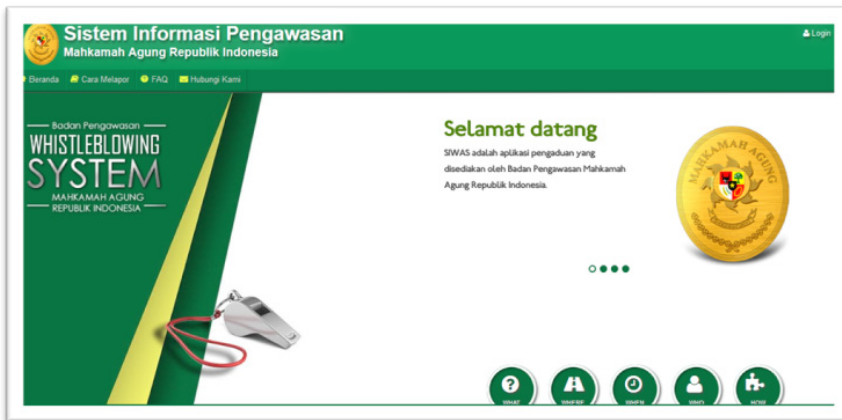 Sistem Informasi Pengawasan
Mahkamah Agung Republik Indonesia
Login
Beranda Cara Melapor FAQ Hubungi Kami
Badan Pengawasan
WHISTLEBLOWING
SYSTEM
MAHKAMAH AGUNG
REPUBLIK INDONESIA
Selamat datang
SIWAS adalah aplikasi pengaduan yang
disediakan oleh Badan Pengawasan Mahkamah
Agung Republik Indonesia.
MAHKAMAH AGUNG
WHAT WHERE WHEN WHO HOW